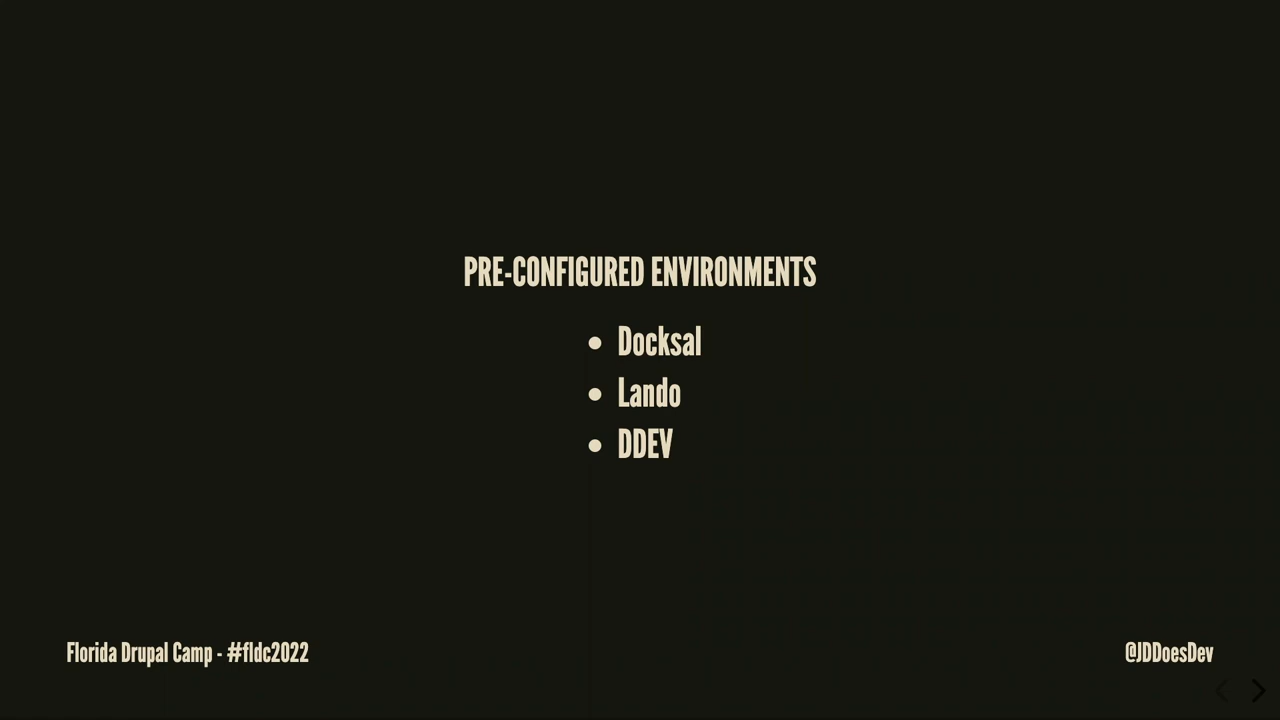 PRE-CONFIGURED ENVIRONMENTS
• Docksal
• Lando
• DDEV
Florida Drupal Camp - #fldc2022
@JDDoesDev